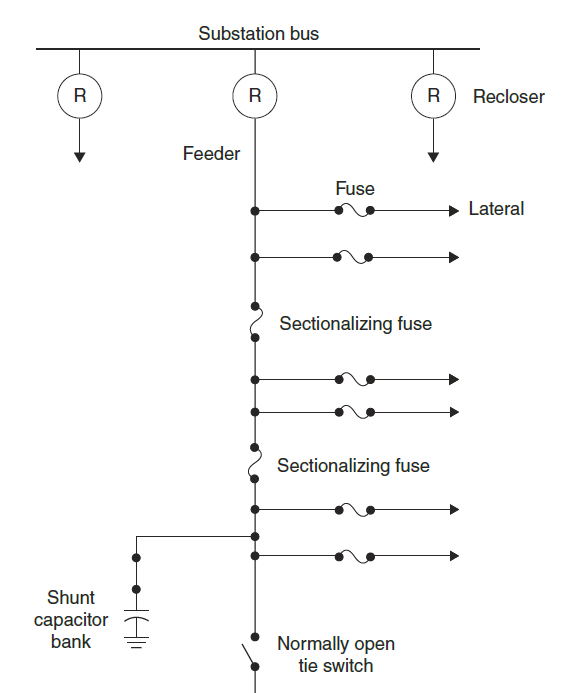 Substation bus
R
R
R
Recloser
Feeder
Fuse
Lateral
Sectionalizing fuse
Sectionalizing fuse
Shunt
capacitor
bank
Normally open
tie switch